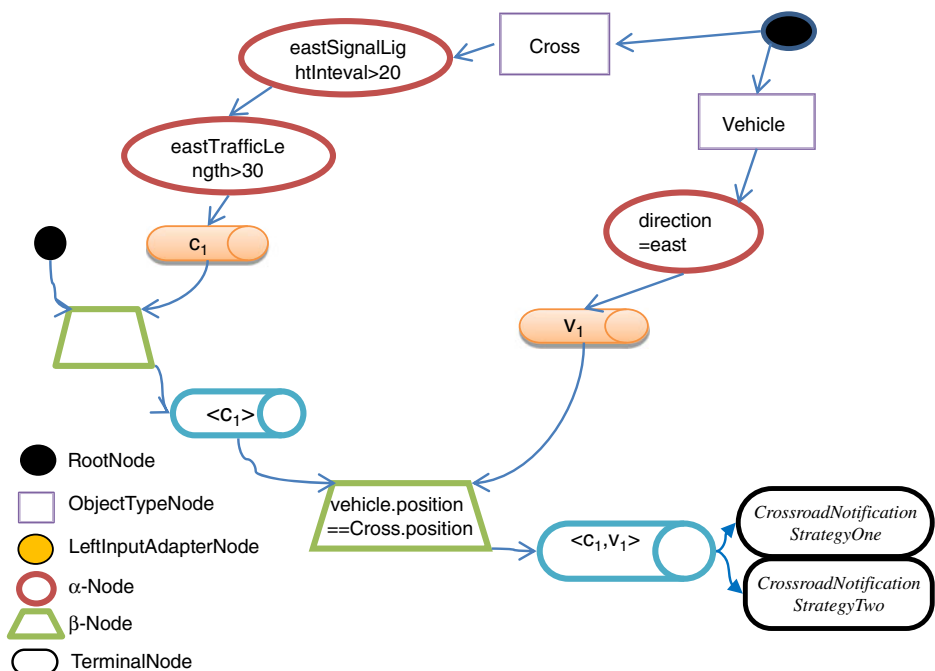 eastSignalLig
htInteval>20
Cross
Vehicle
eastTrafficLe
ngth>30
direction
=east
c1
v1
<c1>
vehicle.position
==Cross.position
<c1,v1>
CrossroadNotification
StrategyOne
CrossroadNotification
StrategyTwo
RootNode
ObjectTypeNode
LeftInputAdapterNode
α-Node
β-Node
TerminalNode